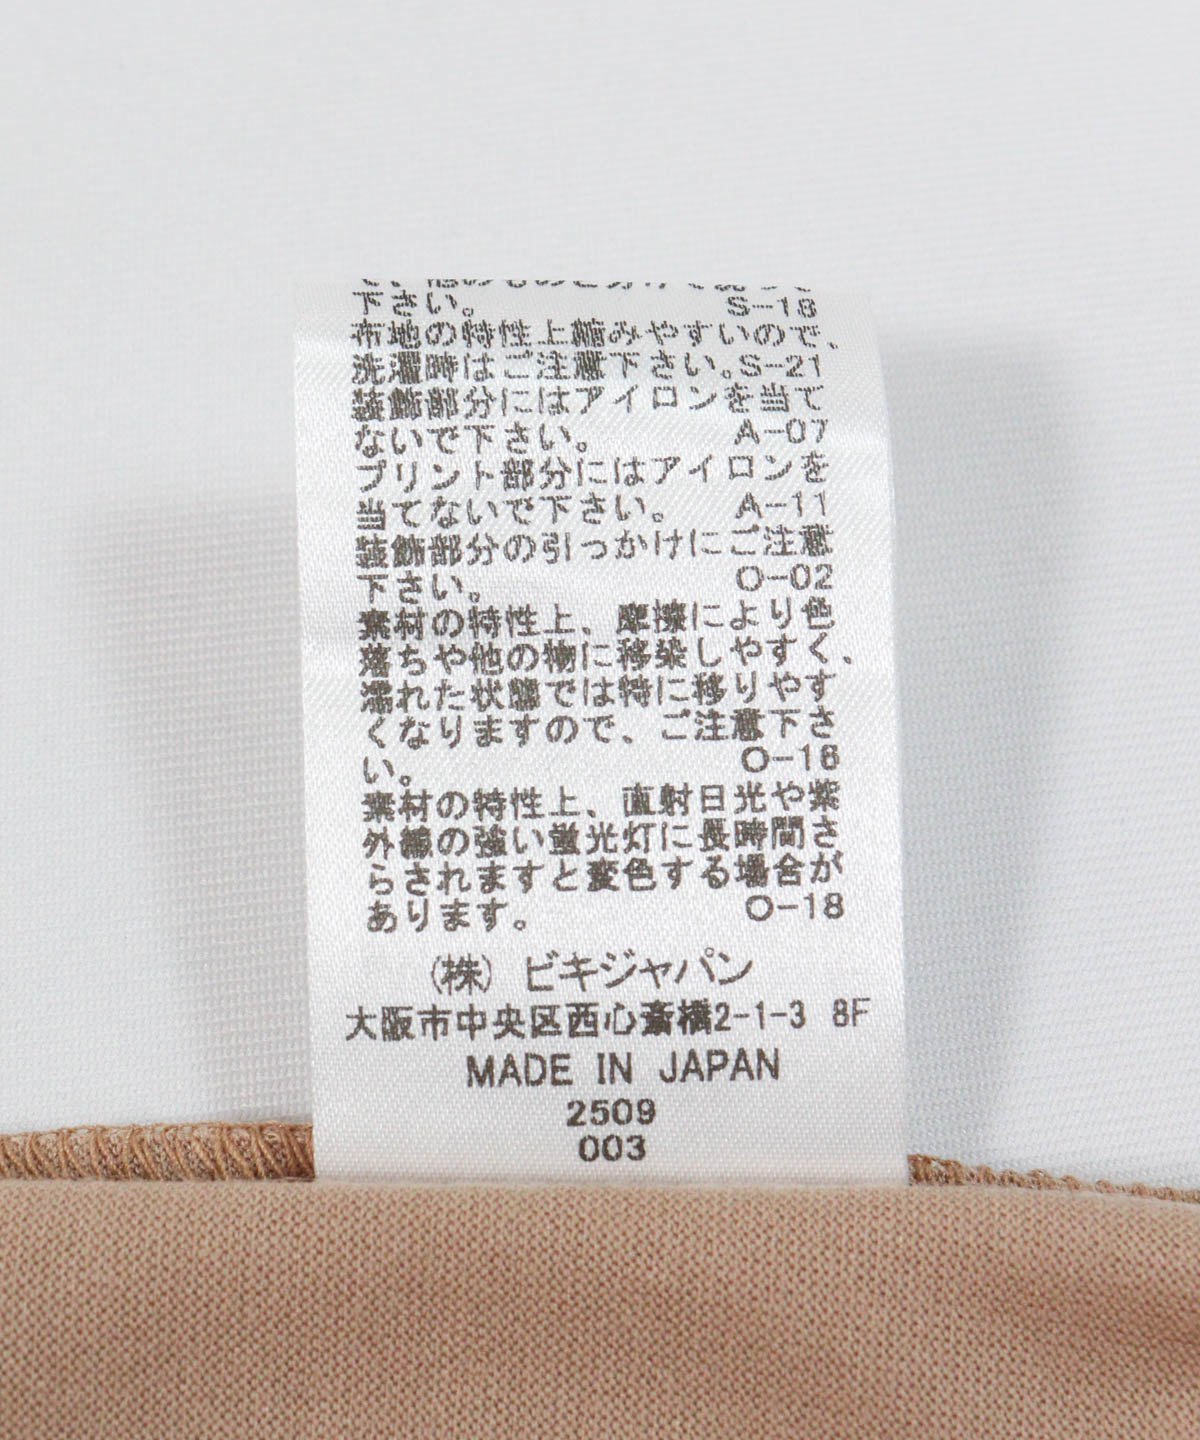 下さい。 S-18
布地の特性上縮みやすいので、
洗濯時はご注意下さい。S-21
装飾部分にはアイロンを当て
ないで下さい。 A-07
プリント部分にはアイロンを
当てないで下さい。 A-11
装飾部分の引っかけにご注意
下さい。 O-02
素材の特性上、摩擦により色
落ちや他の物に移染しやすく、
濡れた状態では特に移りやす
くなりますので、ご注意下さ
い。 O-16
素材の特性上、直射日光や紫
外線の強い蛍光灯に長時間さ
らされますと変色する場合が
あります。 O-18
(株) ビキジャパン
大阪市中央区西心斎橋2-1-3 8F
MADE IN JAPAN
2509
003